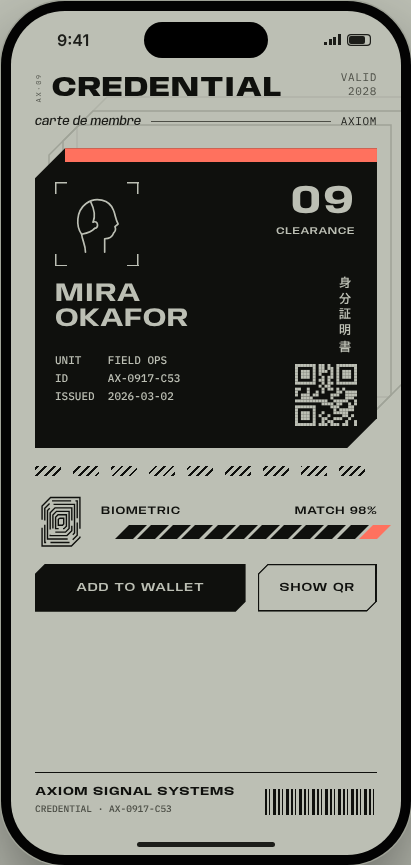 9:41
AX-09
CREDENTIAL
VALID
2028
carte de membre
AXIOM
09
CLEARANCE
MIRA
OKAFOR
身分証明書
UNIT FIELD OPS
ID AX-0917-C53
ISSUED 2026-03-02
BIOMETRIC MATCH 98%
ADD TO WALLET
SHOW QR
AXIOM SIGNAL SYSTEMS
CREDENTIAL · AX-0917-C53